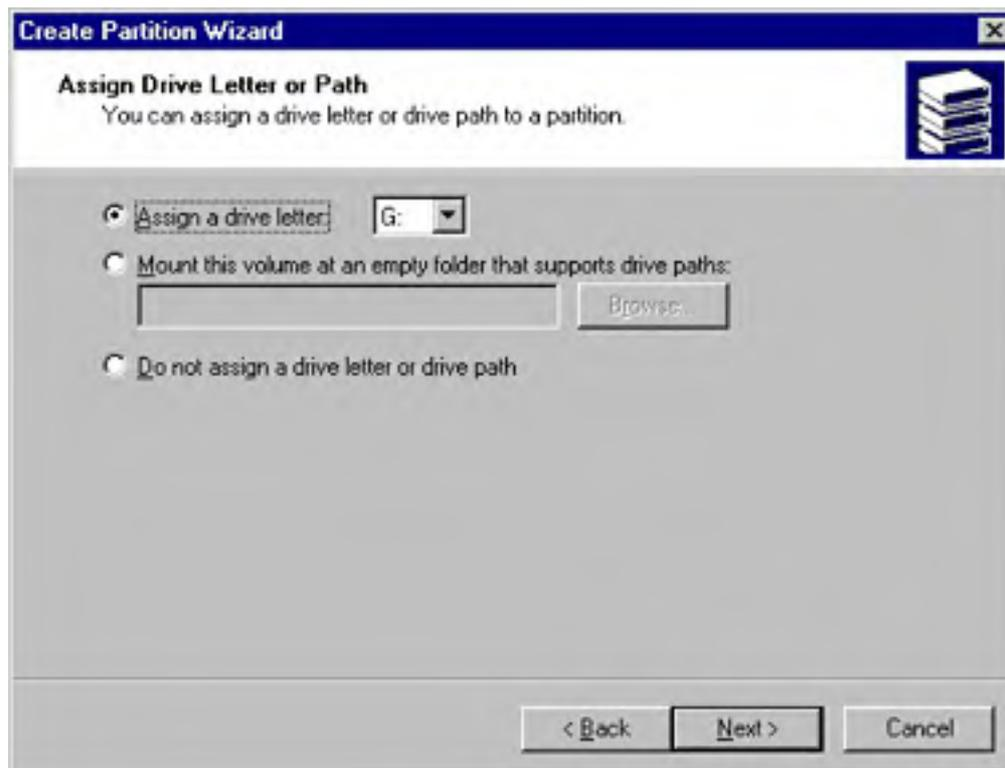 Create Partition Wizard
Assign Drive Letter or Path
You can assign a drive letter or drive path to a partition.
Assign a drive letter: G:
Mount this volume at an empty folder that supports drive paths:
Browse...
Do not assign a drive letter or drive path
< Back Next > Cancel